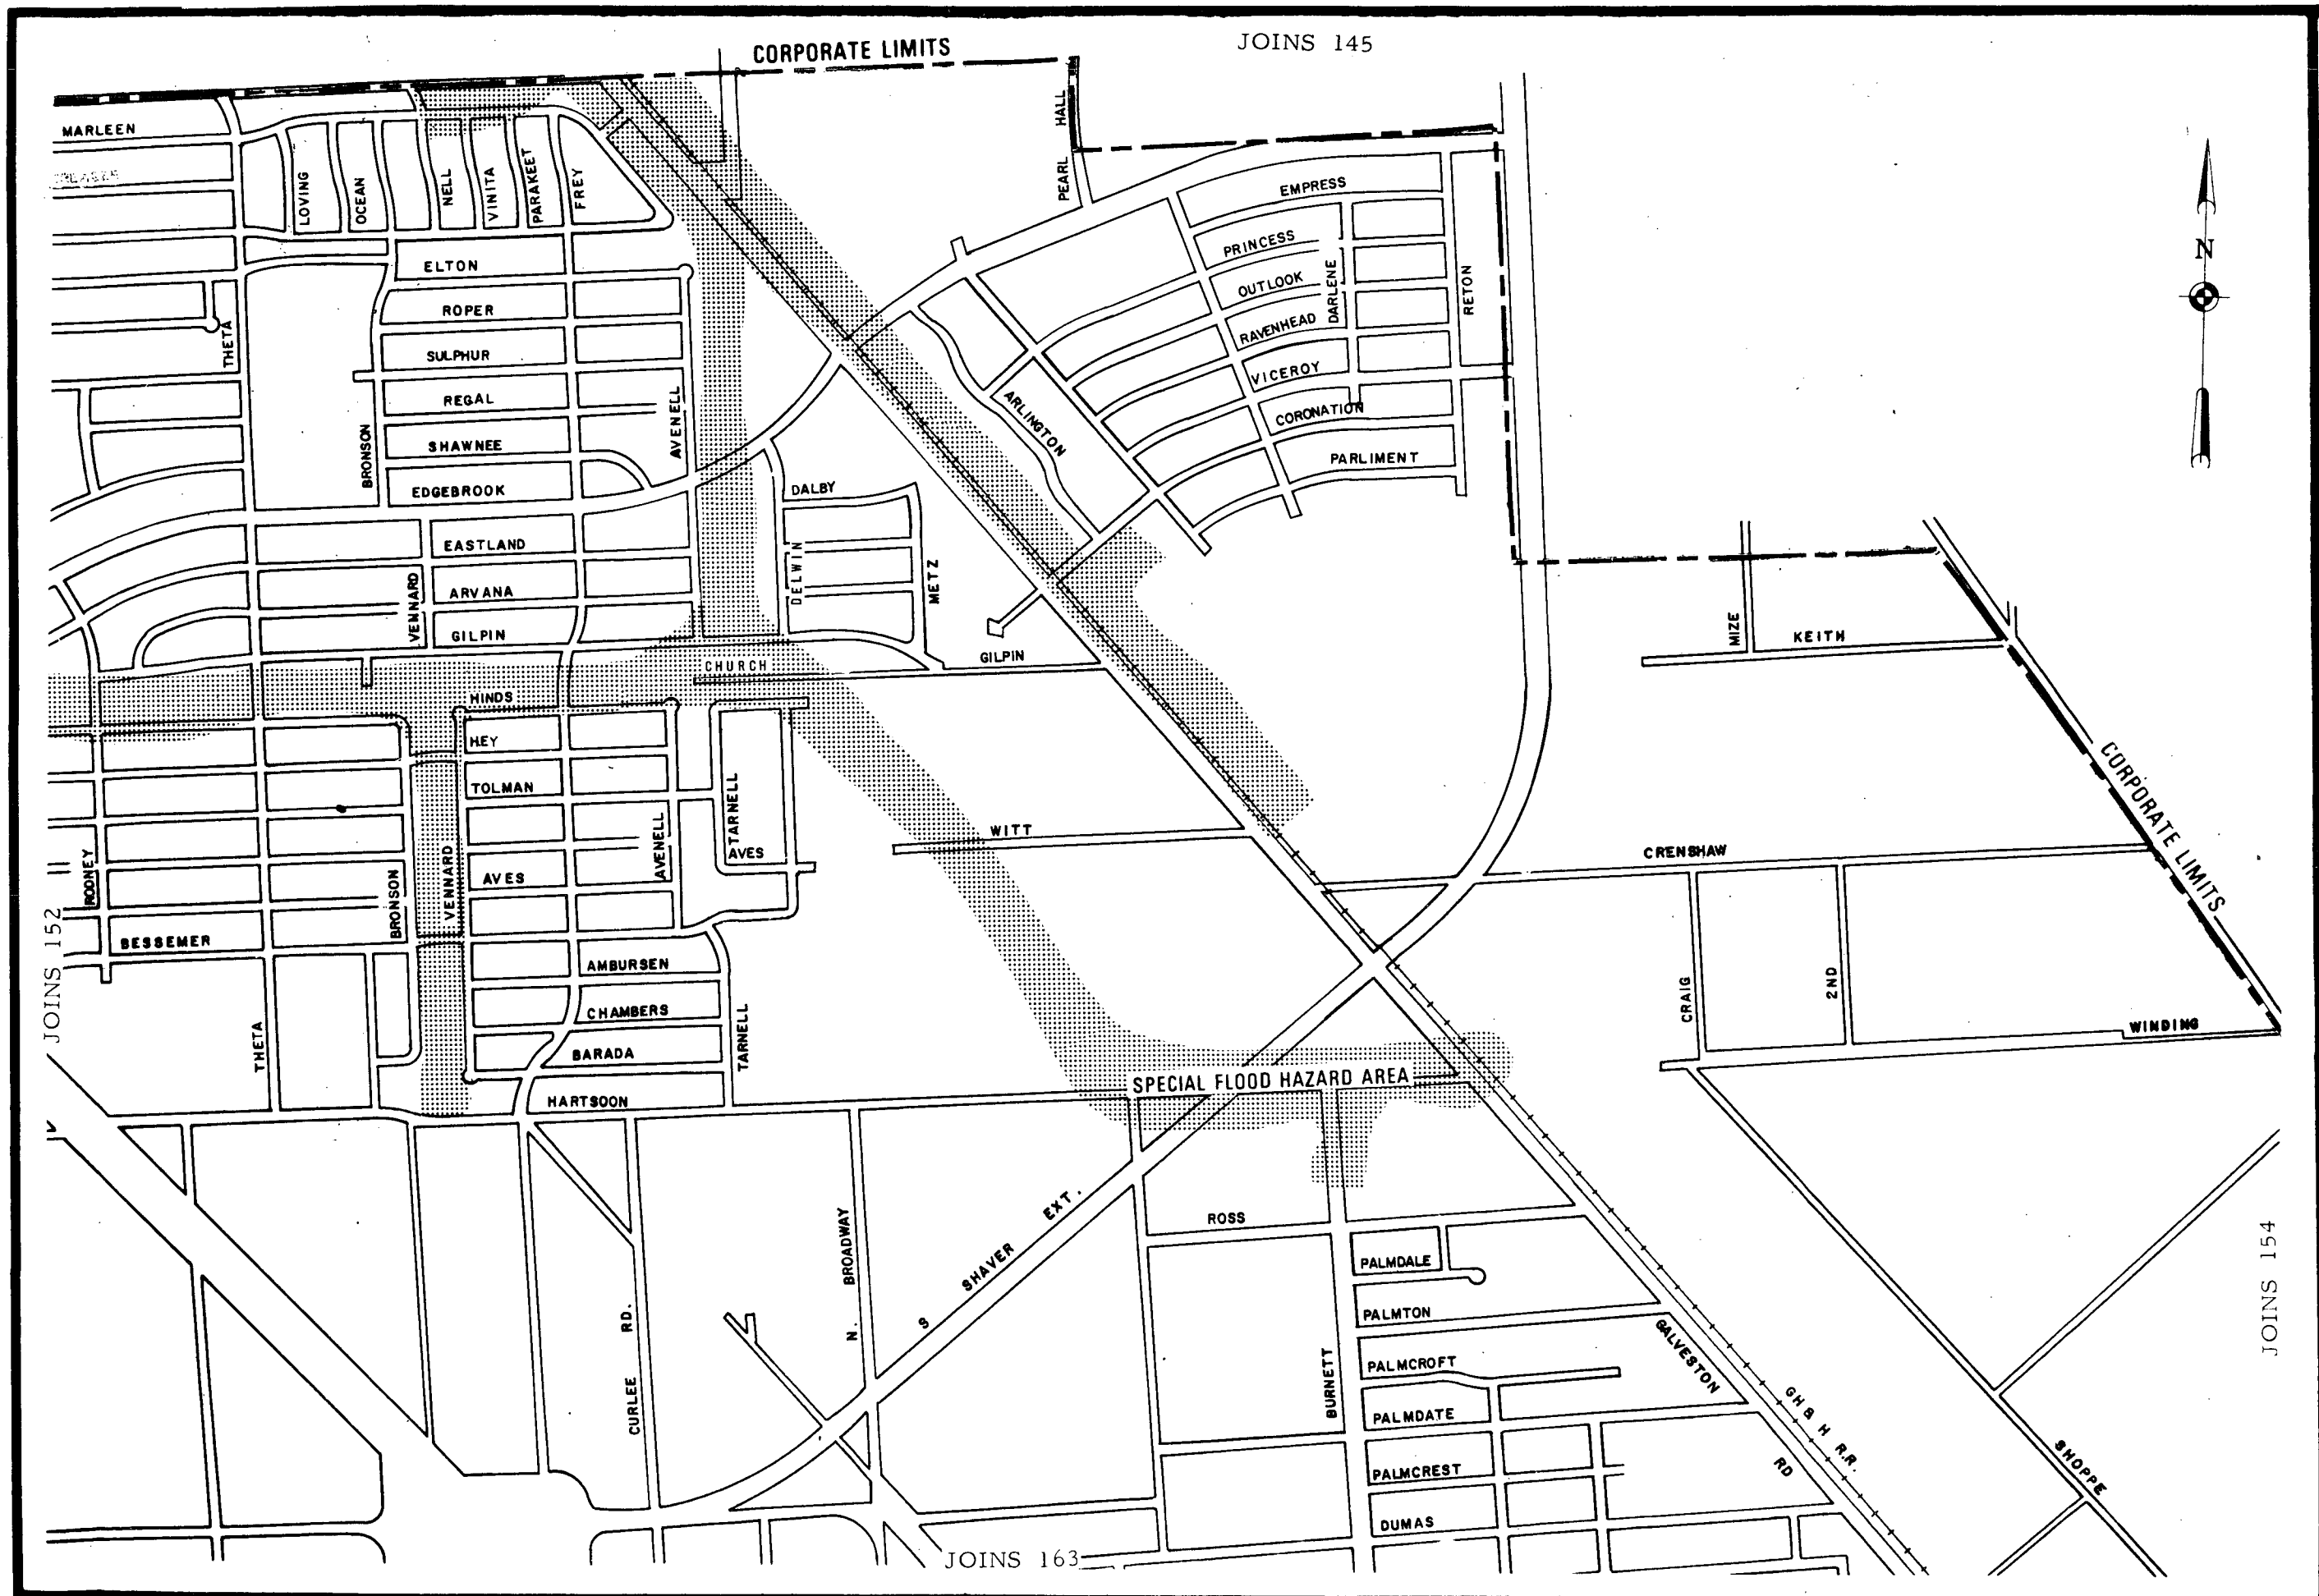 CORPORATE LIMITS
JOINS 145
MARLEEN
HALL
PEARL
LOVING
OCEAN
NELL
VINITA
PARAKEET
FREY
EMPRESS
PRINCESS
OUTLOOK
DARLENE
RETON
RAVENHEAD
VICEROY
CORONATION
PARLIMENT
N
ELTON
ROPER
SULPHUR
THETA
REGAL
SHAWNEE
BRONSON
EDGEBROOK
AVENELL
ARLINGTON
DALBY
EASTLAND
DELWIN
METZ
VENNARD
ARVANA
GILPIN
CHURCH
GILPIN
MIZE
KEITH
HINDS
HEY
TOLMAN
TARNELL
AVENELL
AVES
AVES
WITT
CRENSHAW
CORPORATE LIMITS
RODNEY
BRONSON
VENNARD
BESSEMER
JOINS 152
AMBURSEN
CHAMBERS
BARADA
TARNELL
THETA
HARTSOON
CRAIG
2ND
WINDING
SPECIAL FLOOD HAZARD AREA
ROSS
N. BROADWAY
S SHAVER EXT.
CURLEE RD.
BURNETT
PALMDALE
PALMTON
PALMCROFT
PALMDATE
PALMCREST
DUMAS
GALVESTON RD
GH & H R.R.
SHOPPE
JOINS 154
JOINS 163